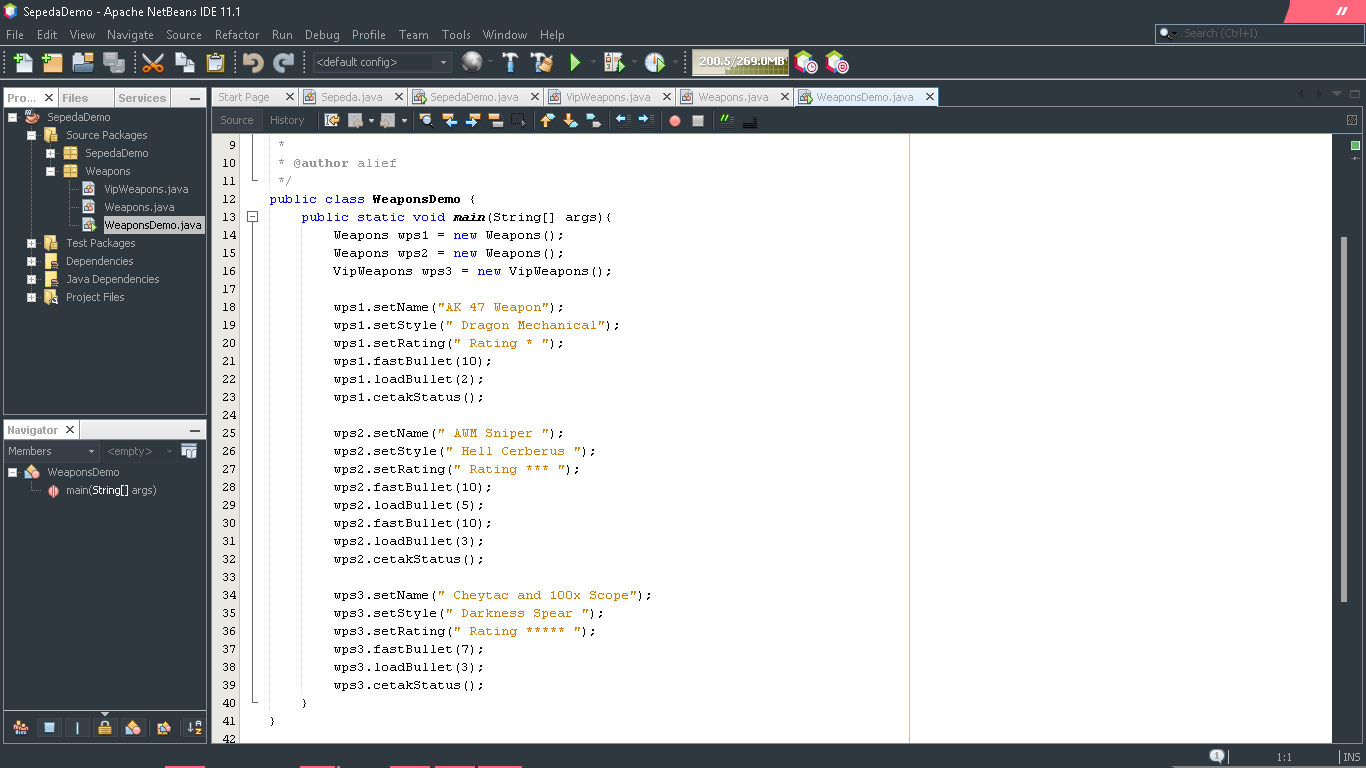 SepedaDemo - Apache NetBeans IDE 11.1
File Edit View Navigate Source Refactor Run Debug Profile Team Tools Window Help
Search (Ctrl+I)
<default config>
200.5/269.0MB
Pro... Files Services
Start Page Sepeda.java SepedaDemo.java VipWeapons.java Weapons.java WeaponsDemo.java
Source History
SepedaDemo
Source Packages
SepedaDemo
Weapons
VipWeapons.java
Weapons.java
WeaponsDemo.java
Test Packages
Dependencies
Java Dependencies
Project Files
Navigator
Members <empty>
WeaponsDemo
main(String[] args)
9 *
10 * @author alief
11 */
12 public class WeaponsDemo {
13 public static void main(String[] args){
14 Weapons wps1 = new Weapons();
15 Weapons wps2 = new Weapons();
16 VipWeapons wps3 = new VipWeapons();
17
18 wps1.setName("AK 47 Weapon");
19 wps1.setStyle(" Dragon Mechanical");
20 wps1.setRating(" Rating * ");
21 wps1.fastBullet(10);
22 wps1.loadBullet(2);
23 wps1.cetakStatus();
24
25 wps2.setName(" AWM Sniper ");
26 wps2.setStyle(" Hell Cerberus ");
27 wps2.setRating(" Rating *** ");
28 wps2.fastBullet(10);
29 wps2.loadBullet(5);
30 wps2.fastBullet(10);
31 wps2.loadBullet(3);
32 wps2.cetakStatus();
33
34 wps3.setName(" Cheytac and 100x Scope");
35 wps3.setStyle(" Darkness Spear ");
36 wps3.setRating(" Rating ***** ");
37 wps3.fastBullet(7);
38 wps3.loadBullet(3);
39 wps3.cetakStatus();
40 }
41 }
42
1 1:1 INS